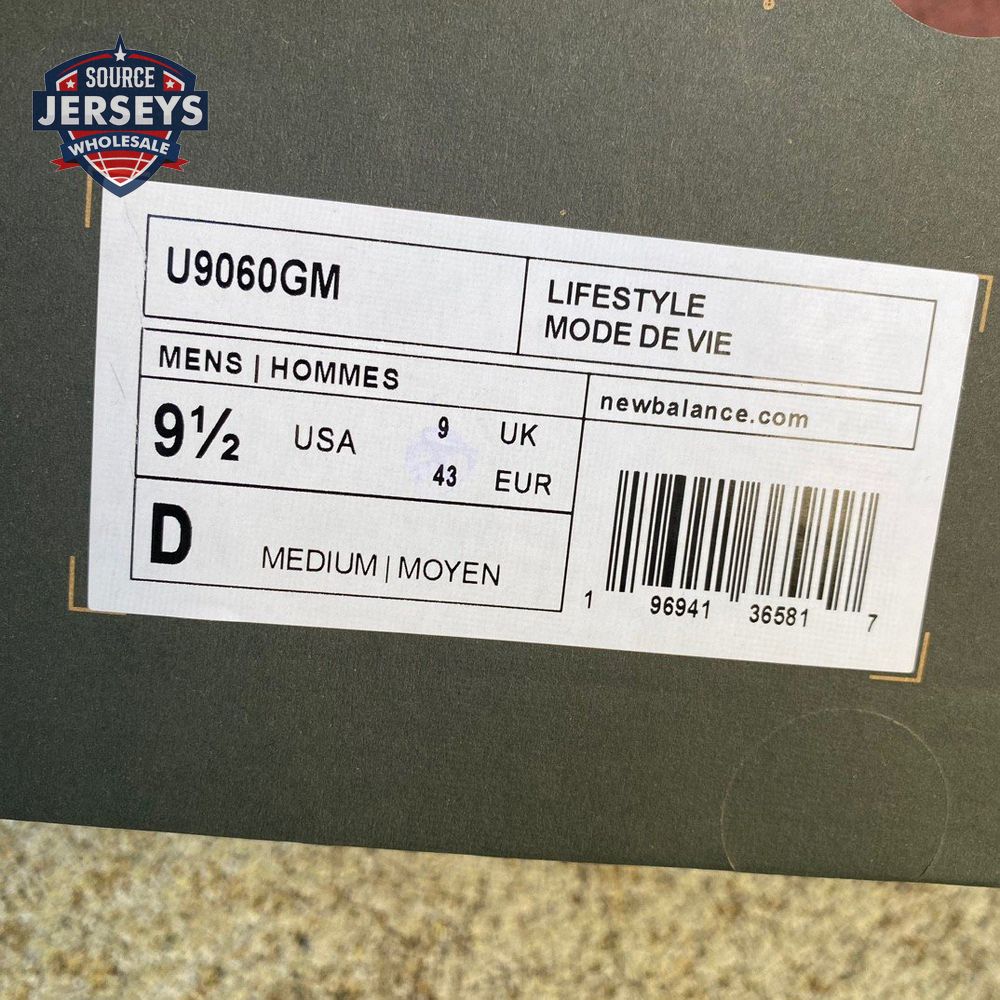 SOURCE
JERSEYS
WHOLESALE
U9060GM
LIFESTYLE
MODE DE VIE
MENS | HOMMES
newbalance.com
9½ USA 9 UK
43 EUR
D MEDIUM | MOYEN
1 96941 36581 7